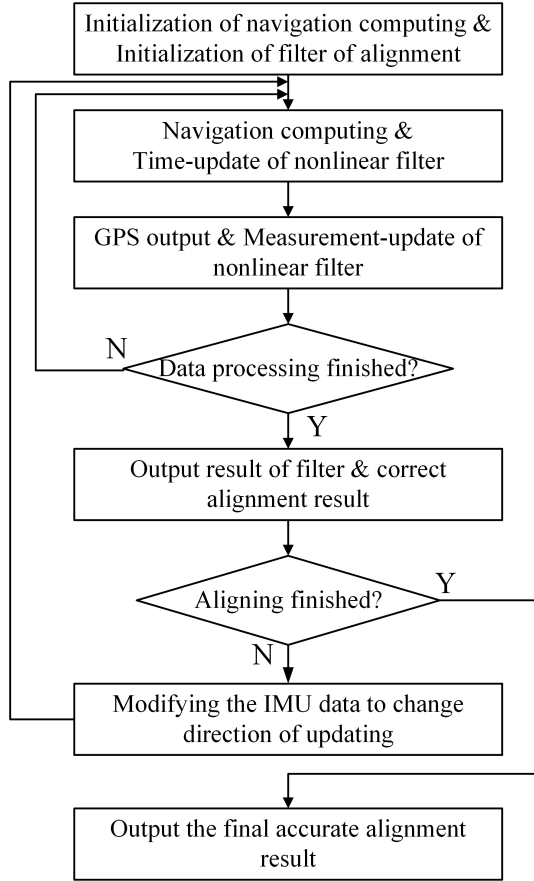 Initialization of navigation computing &
Initialization of filter of alignment
Navigation computing &
Time-update of nonlinear filter
GPS output & Measurement-update of
nonlinear filter
N
Data processing finished?
Y
Output result of filter & correct
alignment result
Y
Aligning finished?
N
Modifying the IMU data to change
direction of updating
Output the final accurate alignment
result